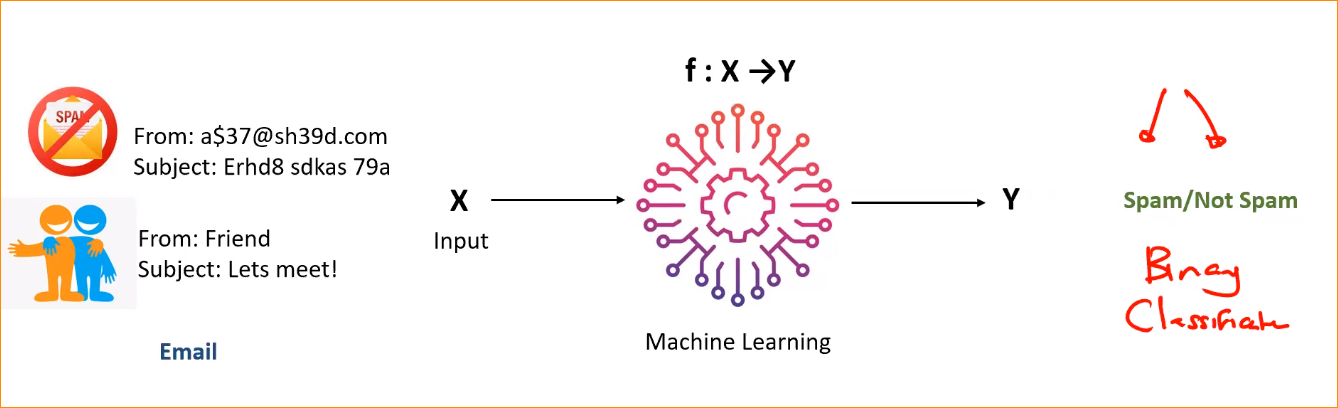 f : X → Y
SPAM
From: a$37@sh39d.com
Subject: Erhd8 sdkas 79a
From: Friend
Subject: Lets meet!
Email
X
Input
Machine Learning
Y
Spam/Not Spam
Binary